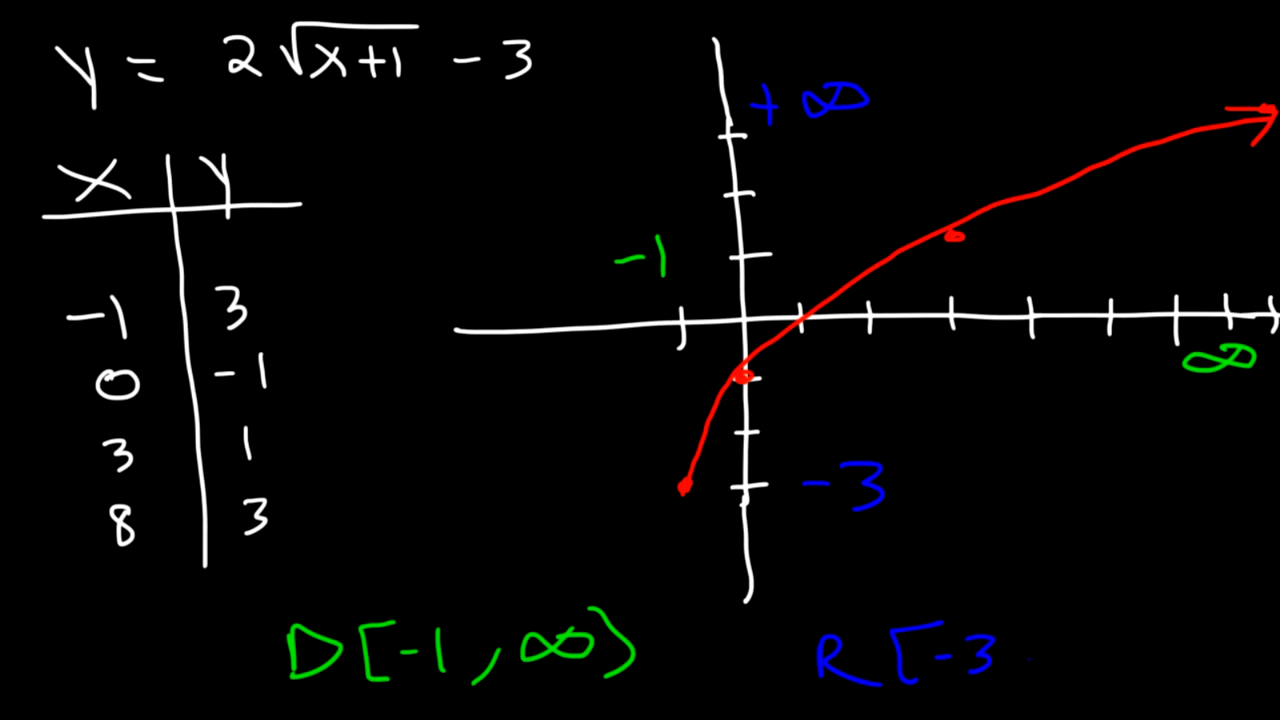 y = 2√(x+1) - 3
x y
-1 3
0 -1
3 1
8 3
+∞
-1
∞
-3
D[-1, ∞)
R[-3